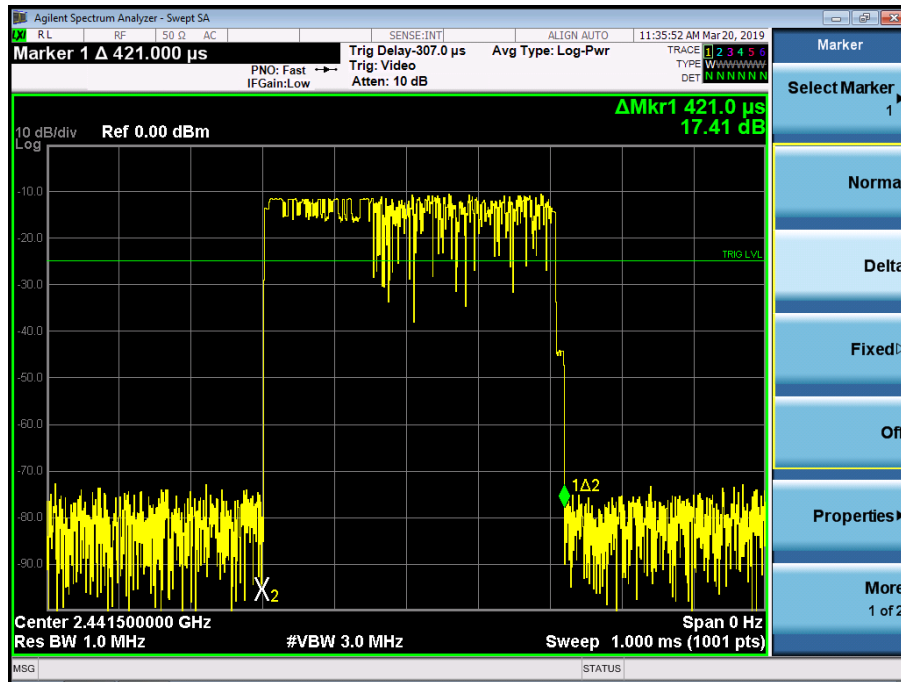 Agilent Spectrum Analyzer - Swept SA
LXI RL RF 50 Ω AC SENSE:INT ALIGN AUTO 11:35:52 AM Mar 20, 2019
Marker 1 Δ 421.000 µs
PNO: Fast
IFGain:Low
Trig Delay-307.0 µs
Trig: Video
Atten: 10 dB
Avg Type: Log-Pwr
TRACE 1 2 3 4 5 6
TYPE WWWWWW
DET N N N N N N
ΔMkr1 421.0 µs
17.41 dB
10 dB/div Ref 0.00 dBm
Log
-10.0
-20.0
TRIG LVL
-30.0
-40.0
-50.0
-60.0
-70.0
1Δ2
-80.0
-90.0
X2
Center 2.441500000 GHz Span 0 Hz
Res BW 1.0 MHz #VBW 3.0 MHz Sweep 1.000 ms (1001 pts)
MSG STATUS
Marker
Select Marker
1
Norma
Delta
Fixed
Off
Properties
More
1 of 2